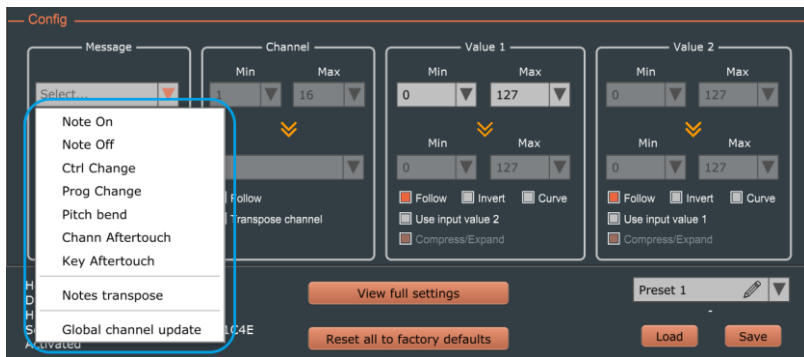 Config
Message
Channel
Value 1
Value 2
Min Max
Min Max
Min Max
Select...
1 16
0 127
0 127
Note On
Note Off
Ctrl Change
Prog Change
Pitch bend
Chann Aftertouch
Key Aftertouch
Notes transpose
Global channel update
Min Max
Min Max
0 127
0 127
Follow
Transpose channel
Follow Invert Curve
Use input value 2
Compress/Expand
Follow Invert Curve
Use input value 1
Compress/Expand
View full settings
Preset 1
-
1C4E
Activated
Reset all to factory defaults
Load
Save